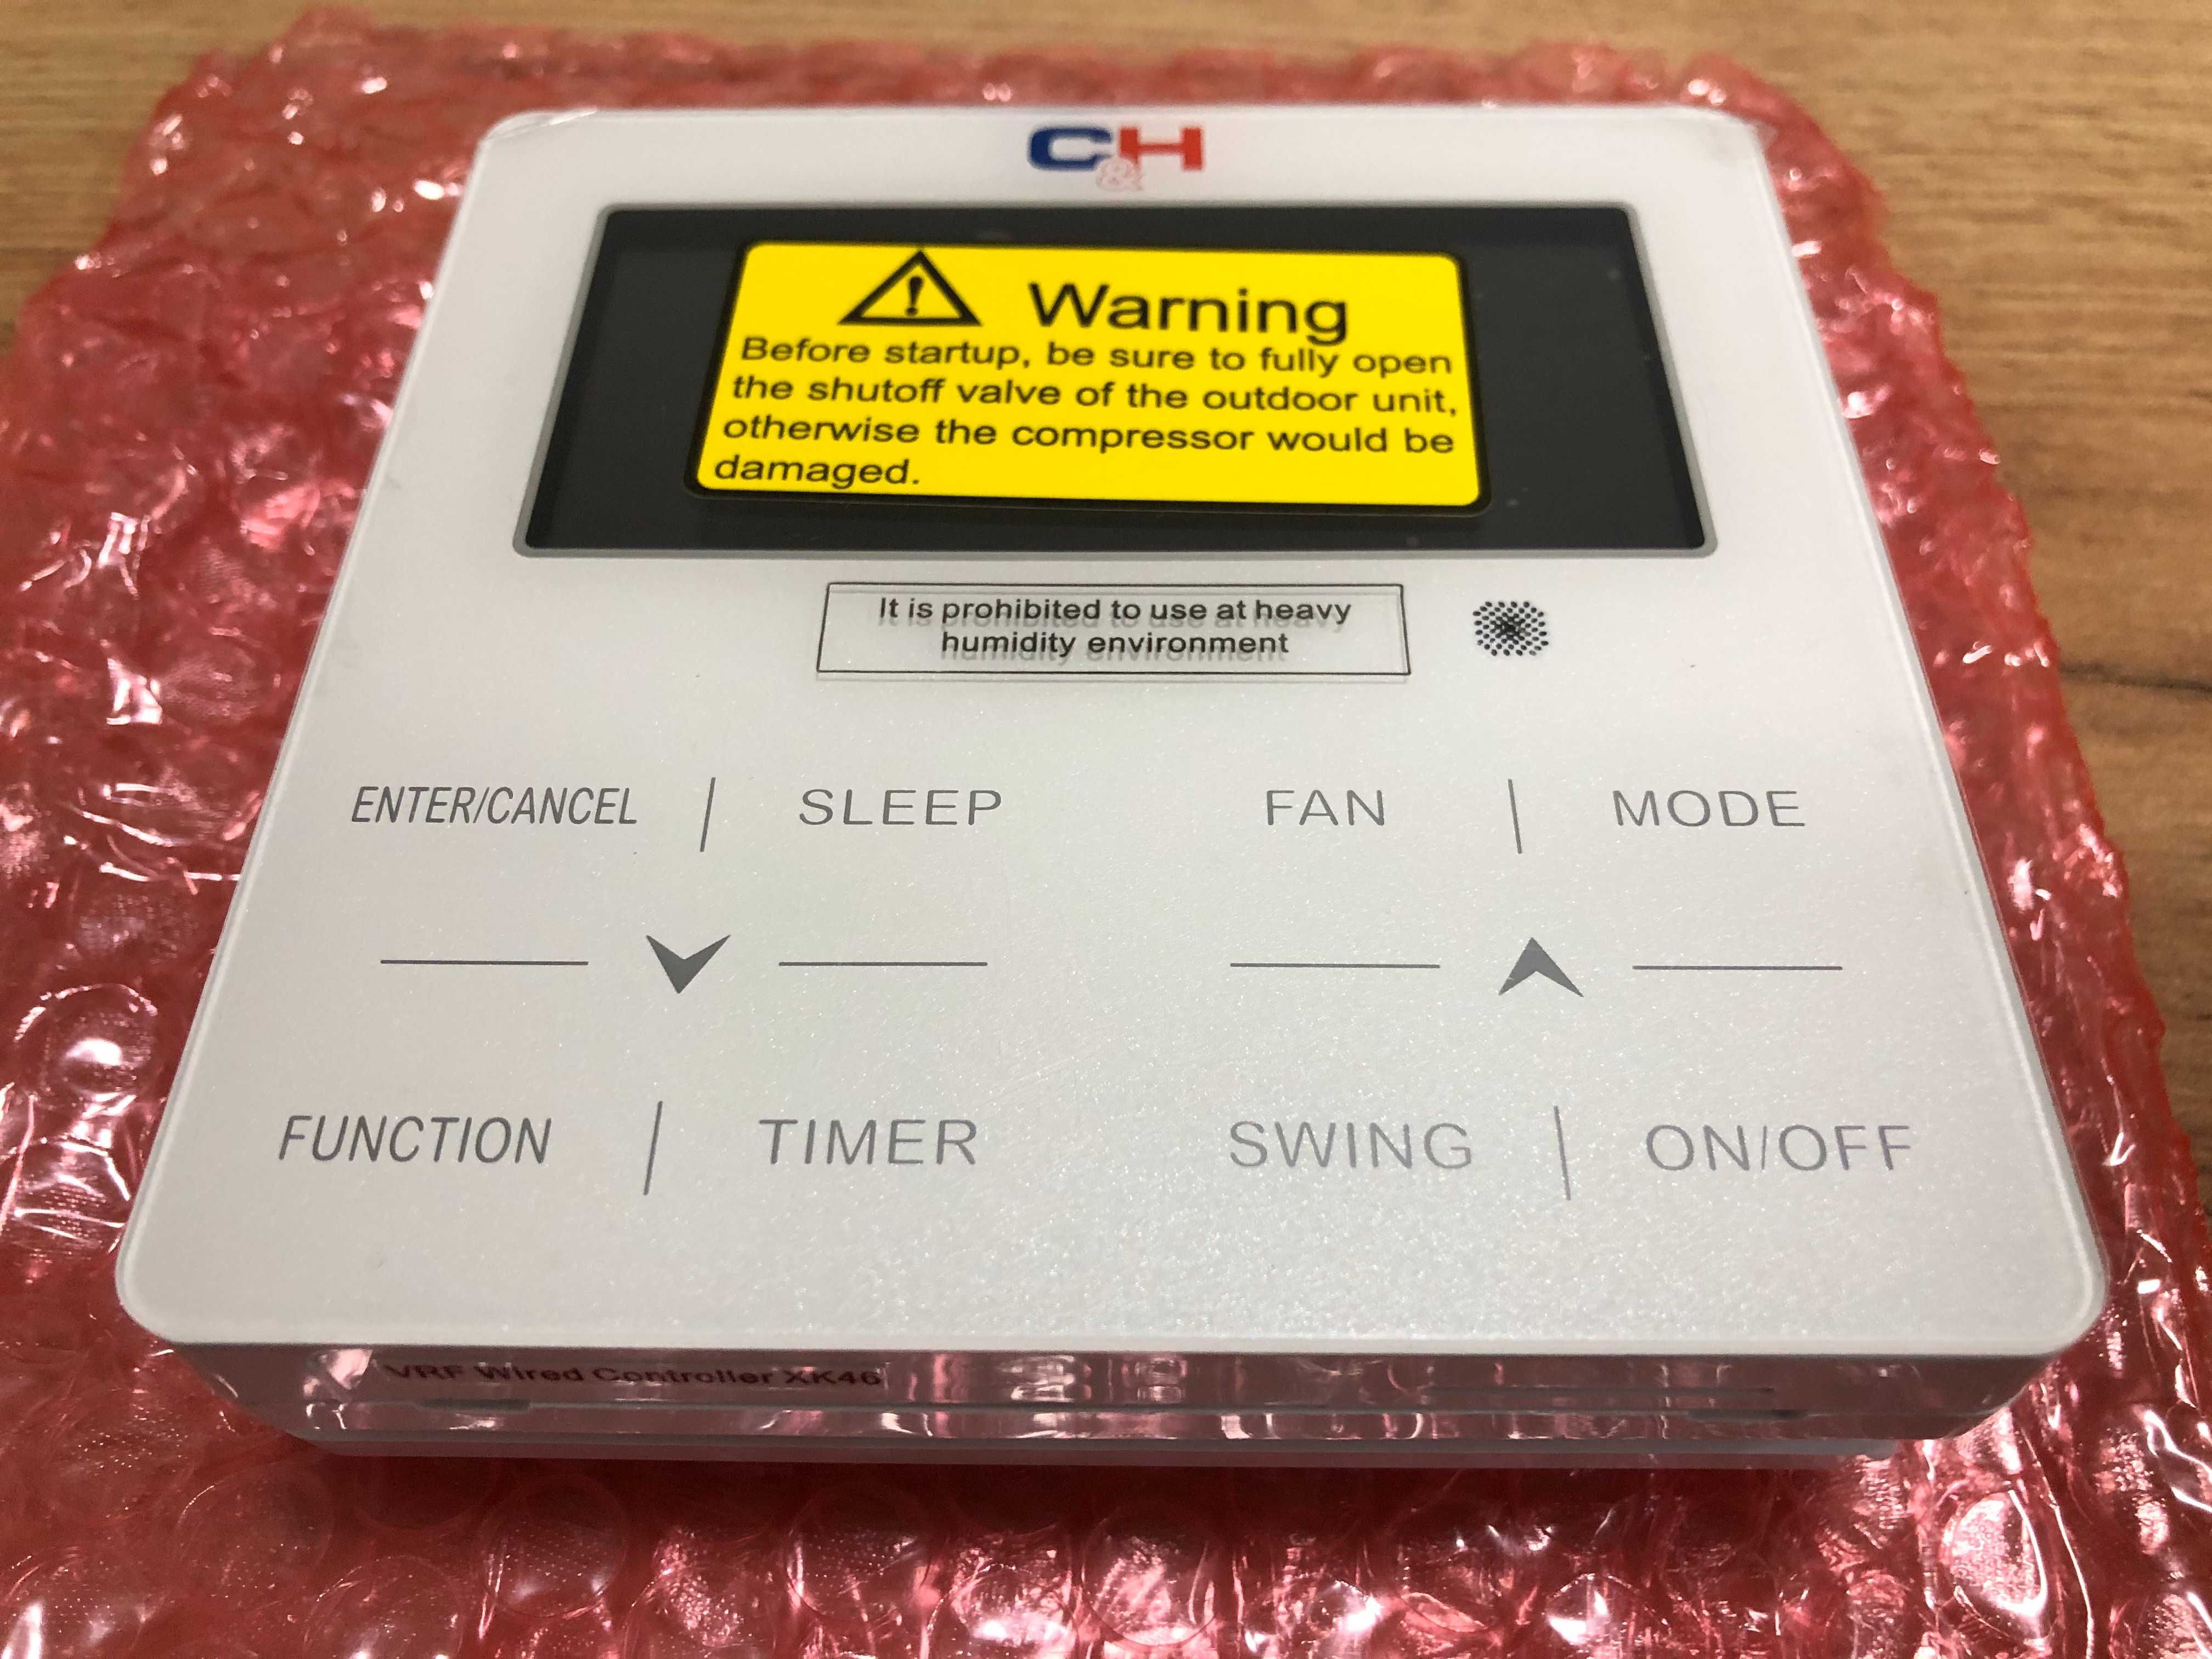 C&H
Warning
Before startup, be sure to fully open
the shutoff valve of the outdoor unit,
otherwise the compressor would be
damaged.
It is prohibited to use at heavy
humidity environment
ENTER/CANCEL | SLEEP FAN | MODE
FUNCTION | TIMER SWING | ON/OFF
VRF Wired Controller XK46